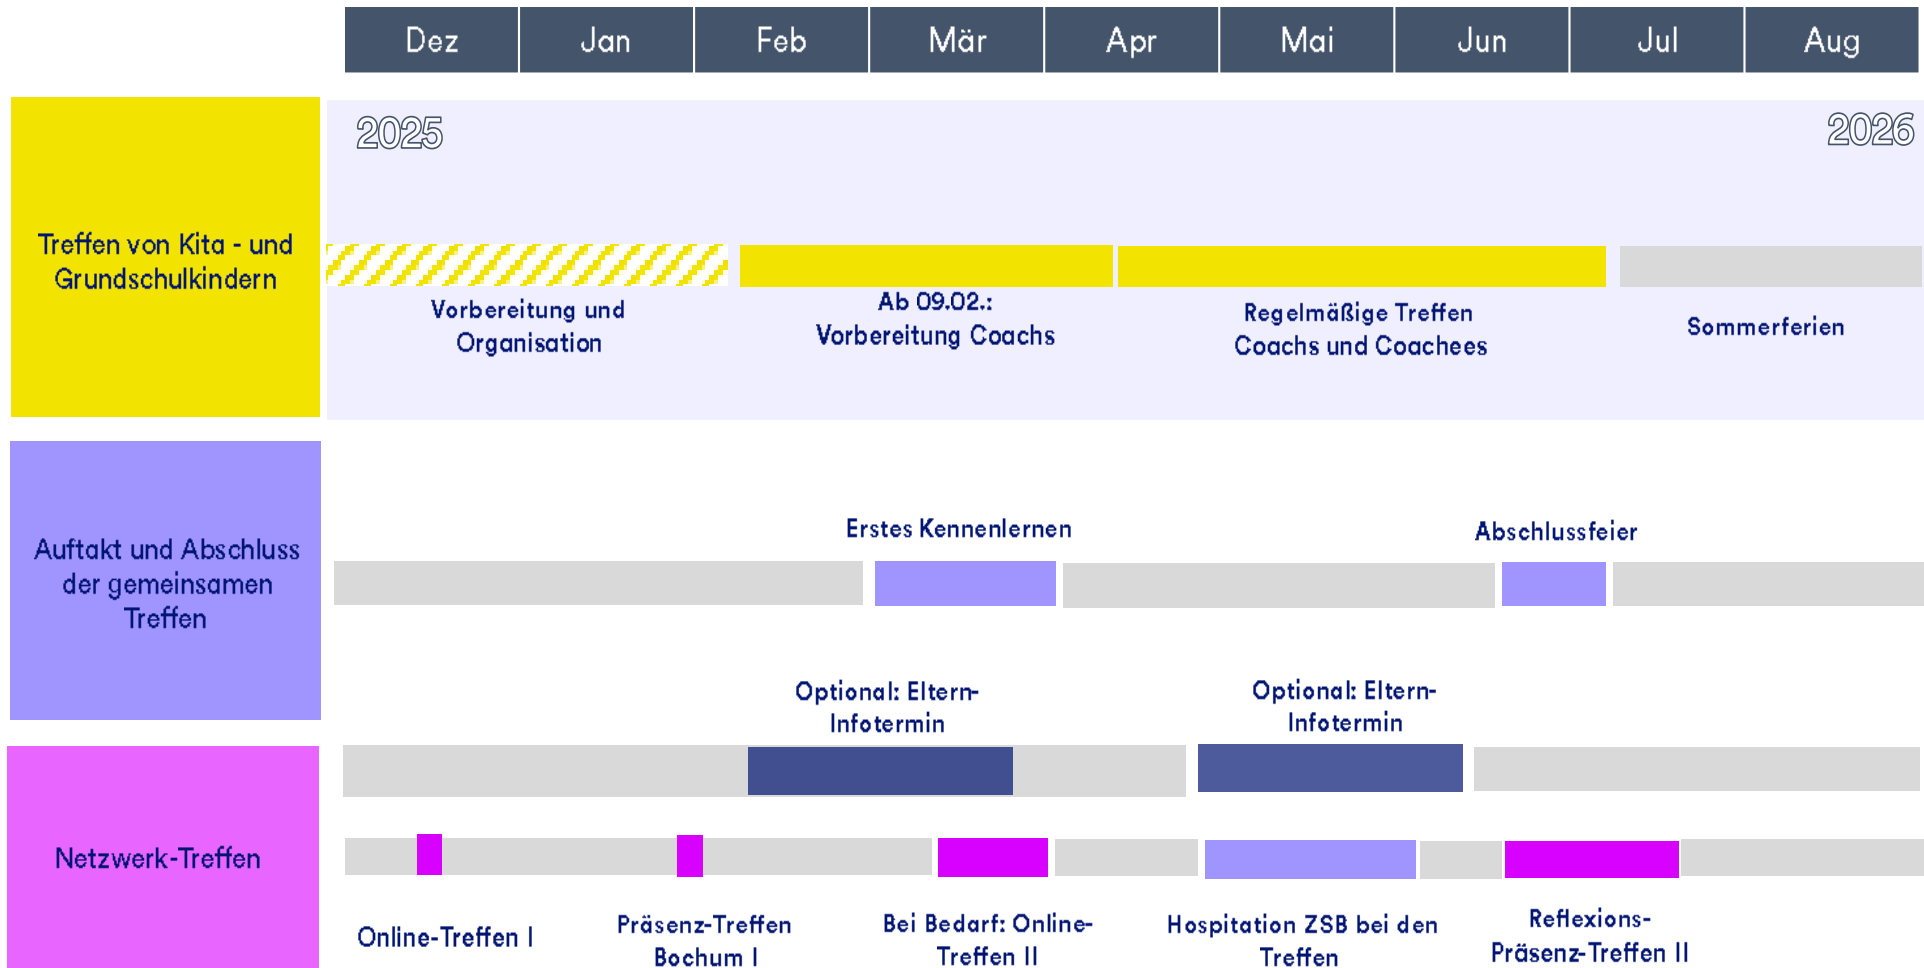 Dez Jan Feb Mär Apr Mai Jun Jul Aug
2025 2026
Treffen von Kita - und
Grundschulkindern
Vorbereitung und
Organisation
Ab 09.02.:
Vorbereitung Coachs
Regelmäßige Treffen
Coachs und Coachees
Sommerferien
Auftakt und Abschluss
der gemeinsamen
Treffen
Erstes Kennenlernen
Abschlussfeier
Optional: Eltern-
Infotermin
Optional: Eltern-
Infotermin
Netzwerk-Treffen
Online-Treffen I
Präsenz-Treffen
Bochum I
Bei Bedarf: Online-
Treffen II
Hospitation ZSB bei den
Treffen
Reflexions-
Präsenz-Treffen II